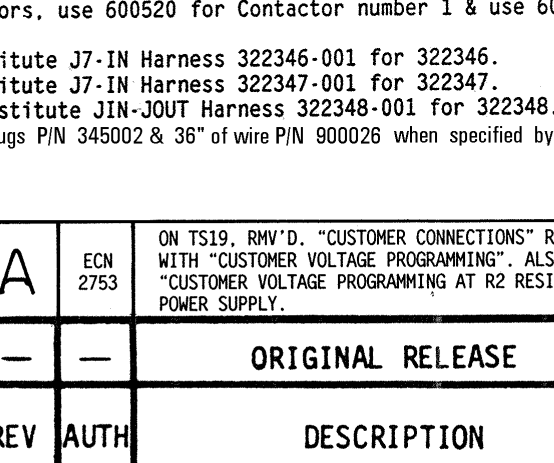 ors, use 600520 for Contactor number 1 & use
itute J7-IN Harness 322346-001 for 322346.
itute J7-IN Harness 322347-001 for 322347.
stitute JIN-JOUT Harness 322348-001 for 322348.
ugs P/N 345002 & 36" of wire P/N 900026 when specified by
A
ECN
2753
ON TS19, RMV'D. "CUSTOMER CONNECTIONS" R
WITH "CUSTOMER VOLTAGE PROGRAMMING". ALS
"CUSTOMER VOLTAGE PROGRAMMING AT R2 RESI
POWER SUPPLY.
— — ORIGINAL RELEASE
REV AUTH DESCRIPTION